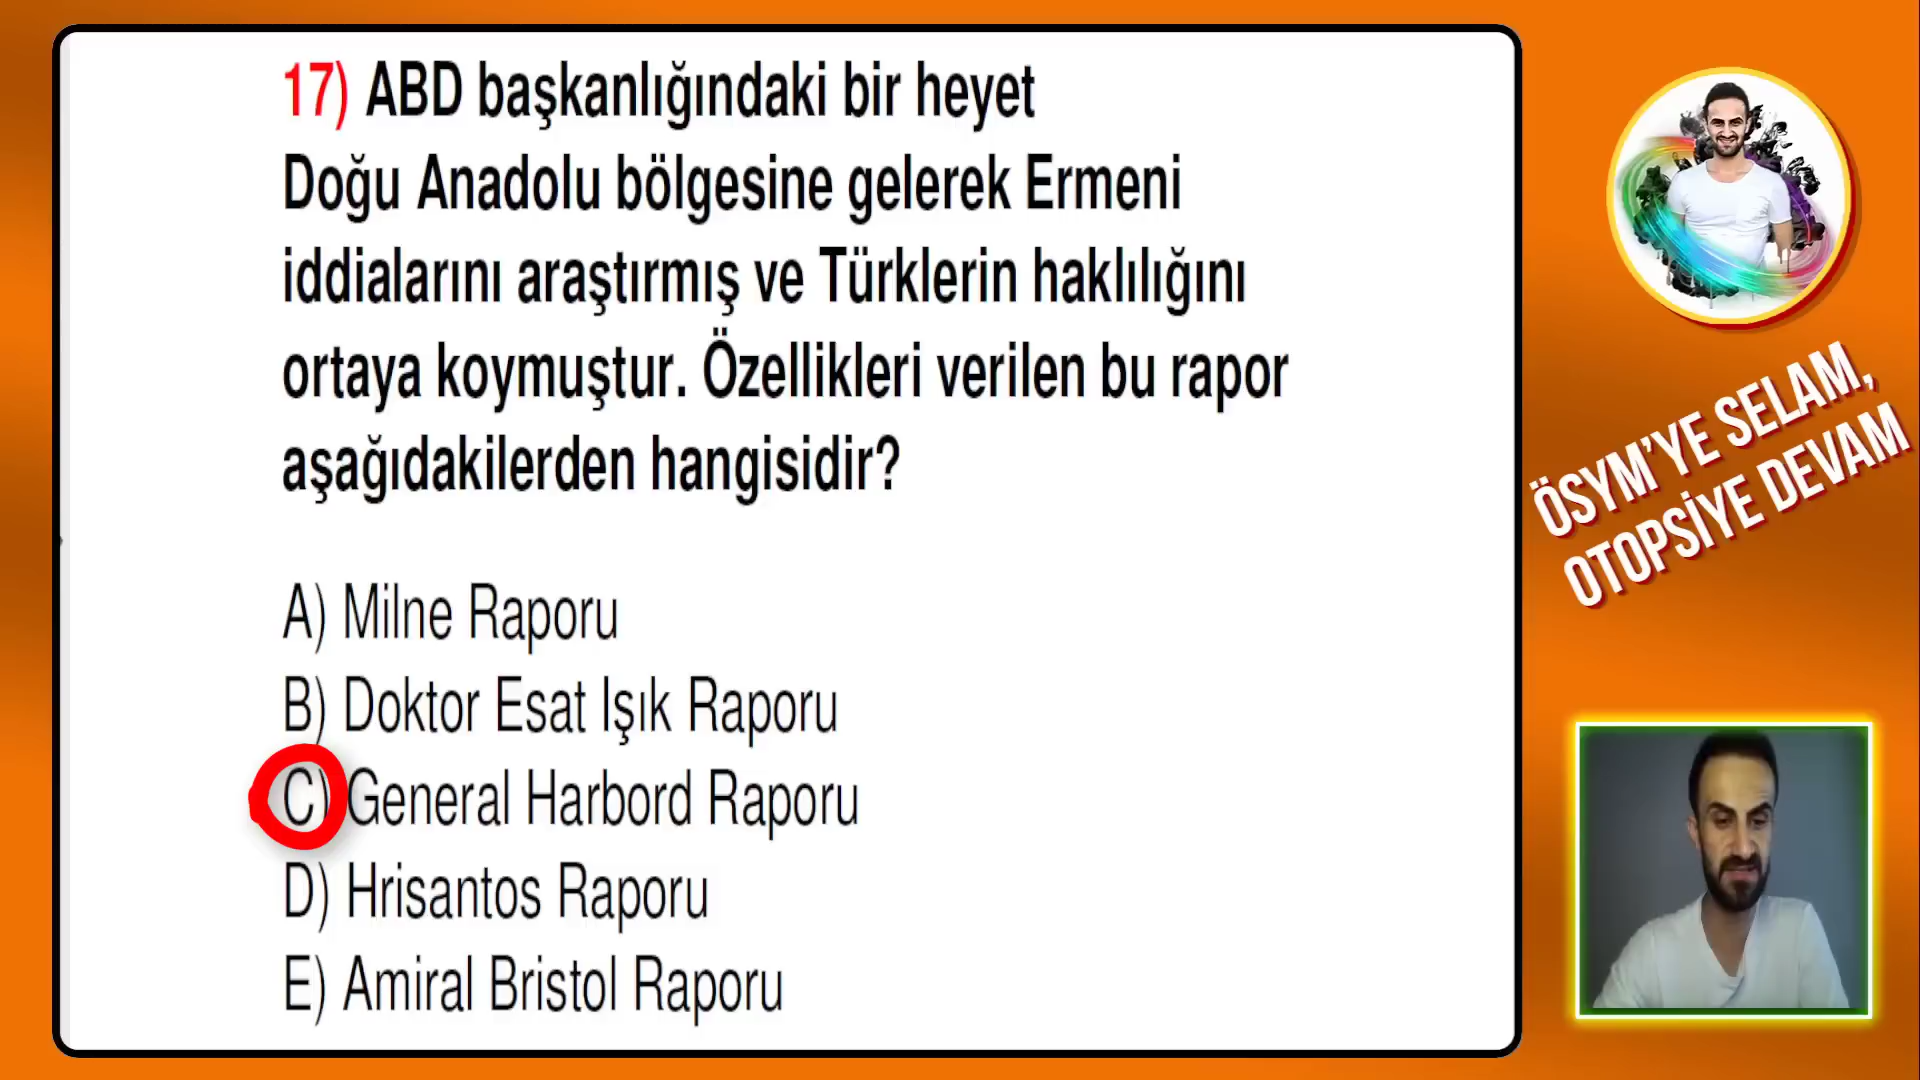 17) ABD başkanlığındaki bir heyet
Doğu Anadolu bölgesine gelerek Ermeni
iddialarını araştırmış ve Türklerin haklılığını
ortaya koymuştur. Özellikleri verilen bu rapor
aşağıdakilerden hangisidir?
A) Milne Raporu
B) Doktor Esat Işık Raporu
C) General Harbord Raporu
D) Hrisantos Raporu
E) Amiral Bristol Raporu
ÖSYM'YE SELAM,
OTOPSİYE DEVAM